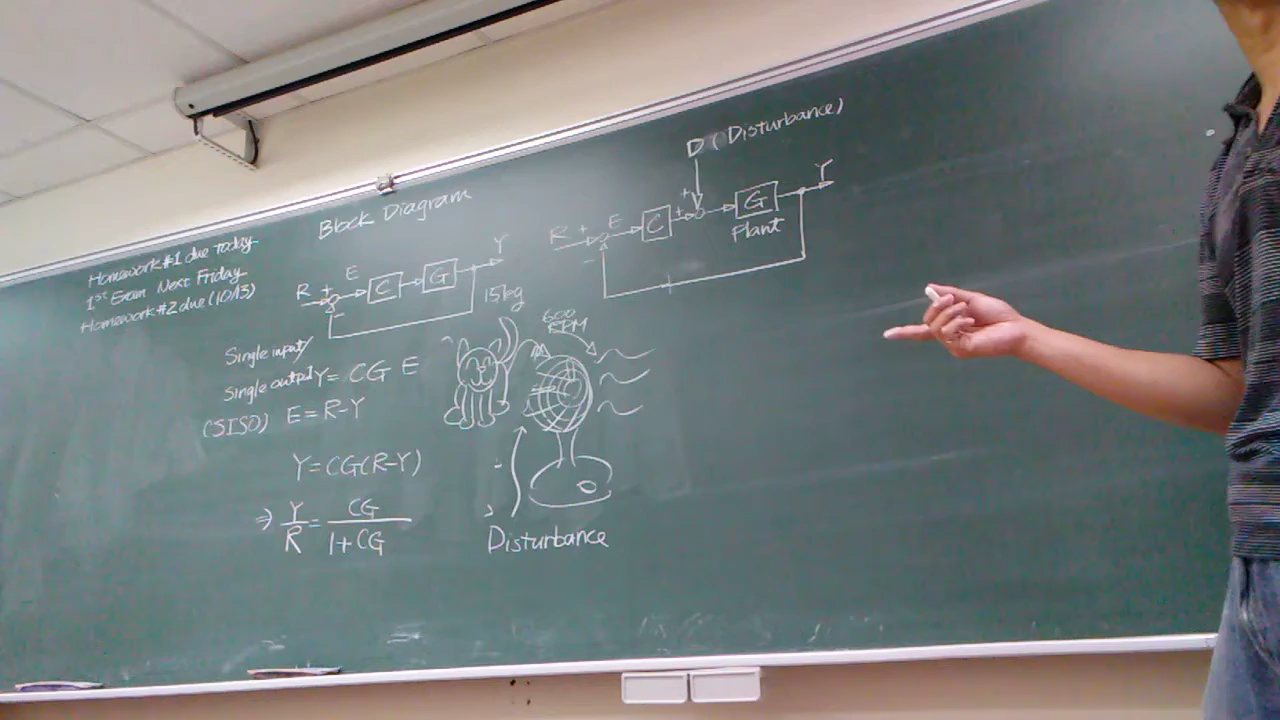 Homework #1 due today
1st Exam Next Friday
Homework #2 due (10/13)
Block Diagram
R + E C G Y
-
Single input/
Single output
(SISO)
Y = CG E
E = R-Y
Y = CG(R-Y)
⇒ Y/R = CG/1+CG
15kg
600
RPM
Disturbance
D (Disturbance)
R + E C + + G Y
-
Plant